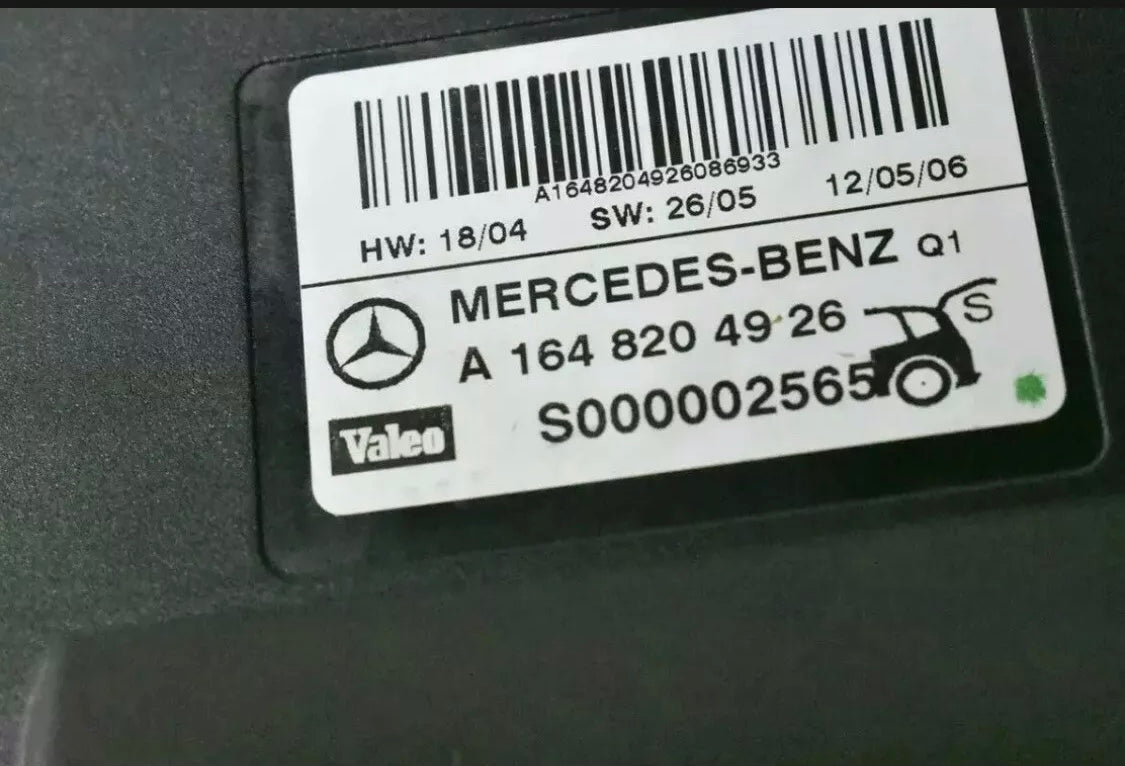 A1648204926086933
HW: 18/04 SW: 26/05 12/05/06
MERCEDES-BENZ Q1
A 164 820 49 26
S
S000002565
Valeo